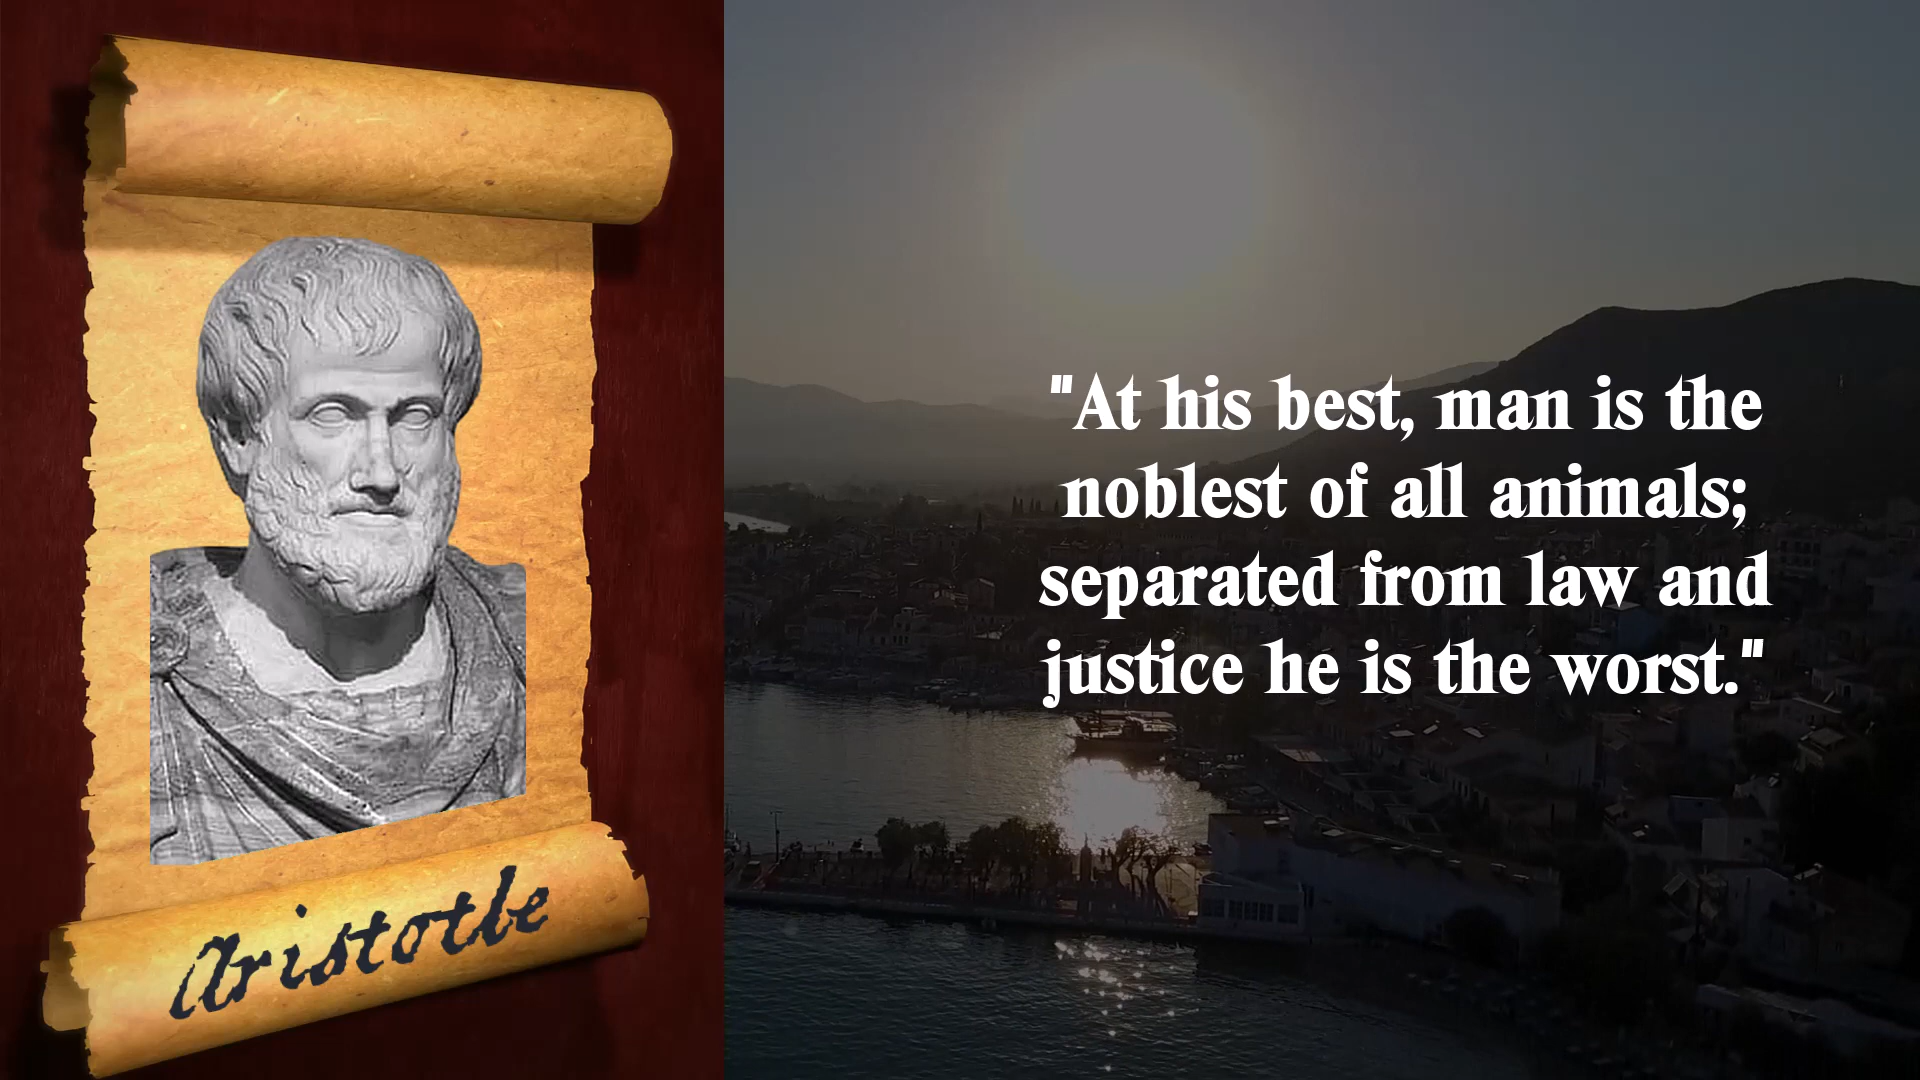 "At his best, man is the
noblest of all animals;
separated from law and
justice he is the worst."
Aristotle